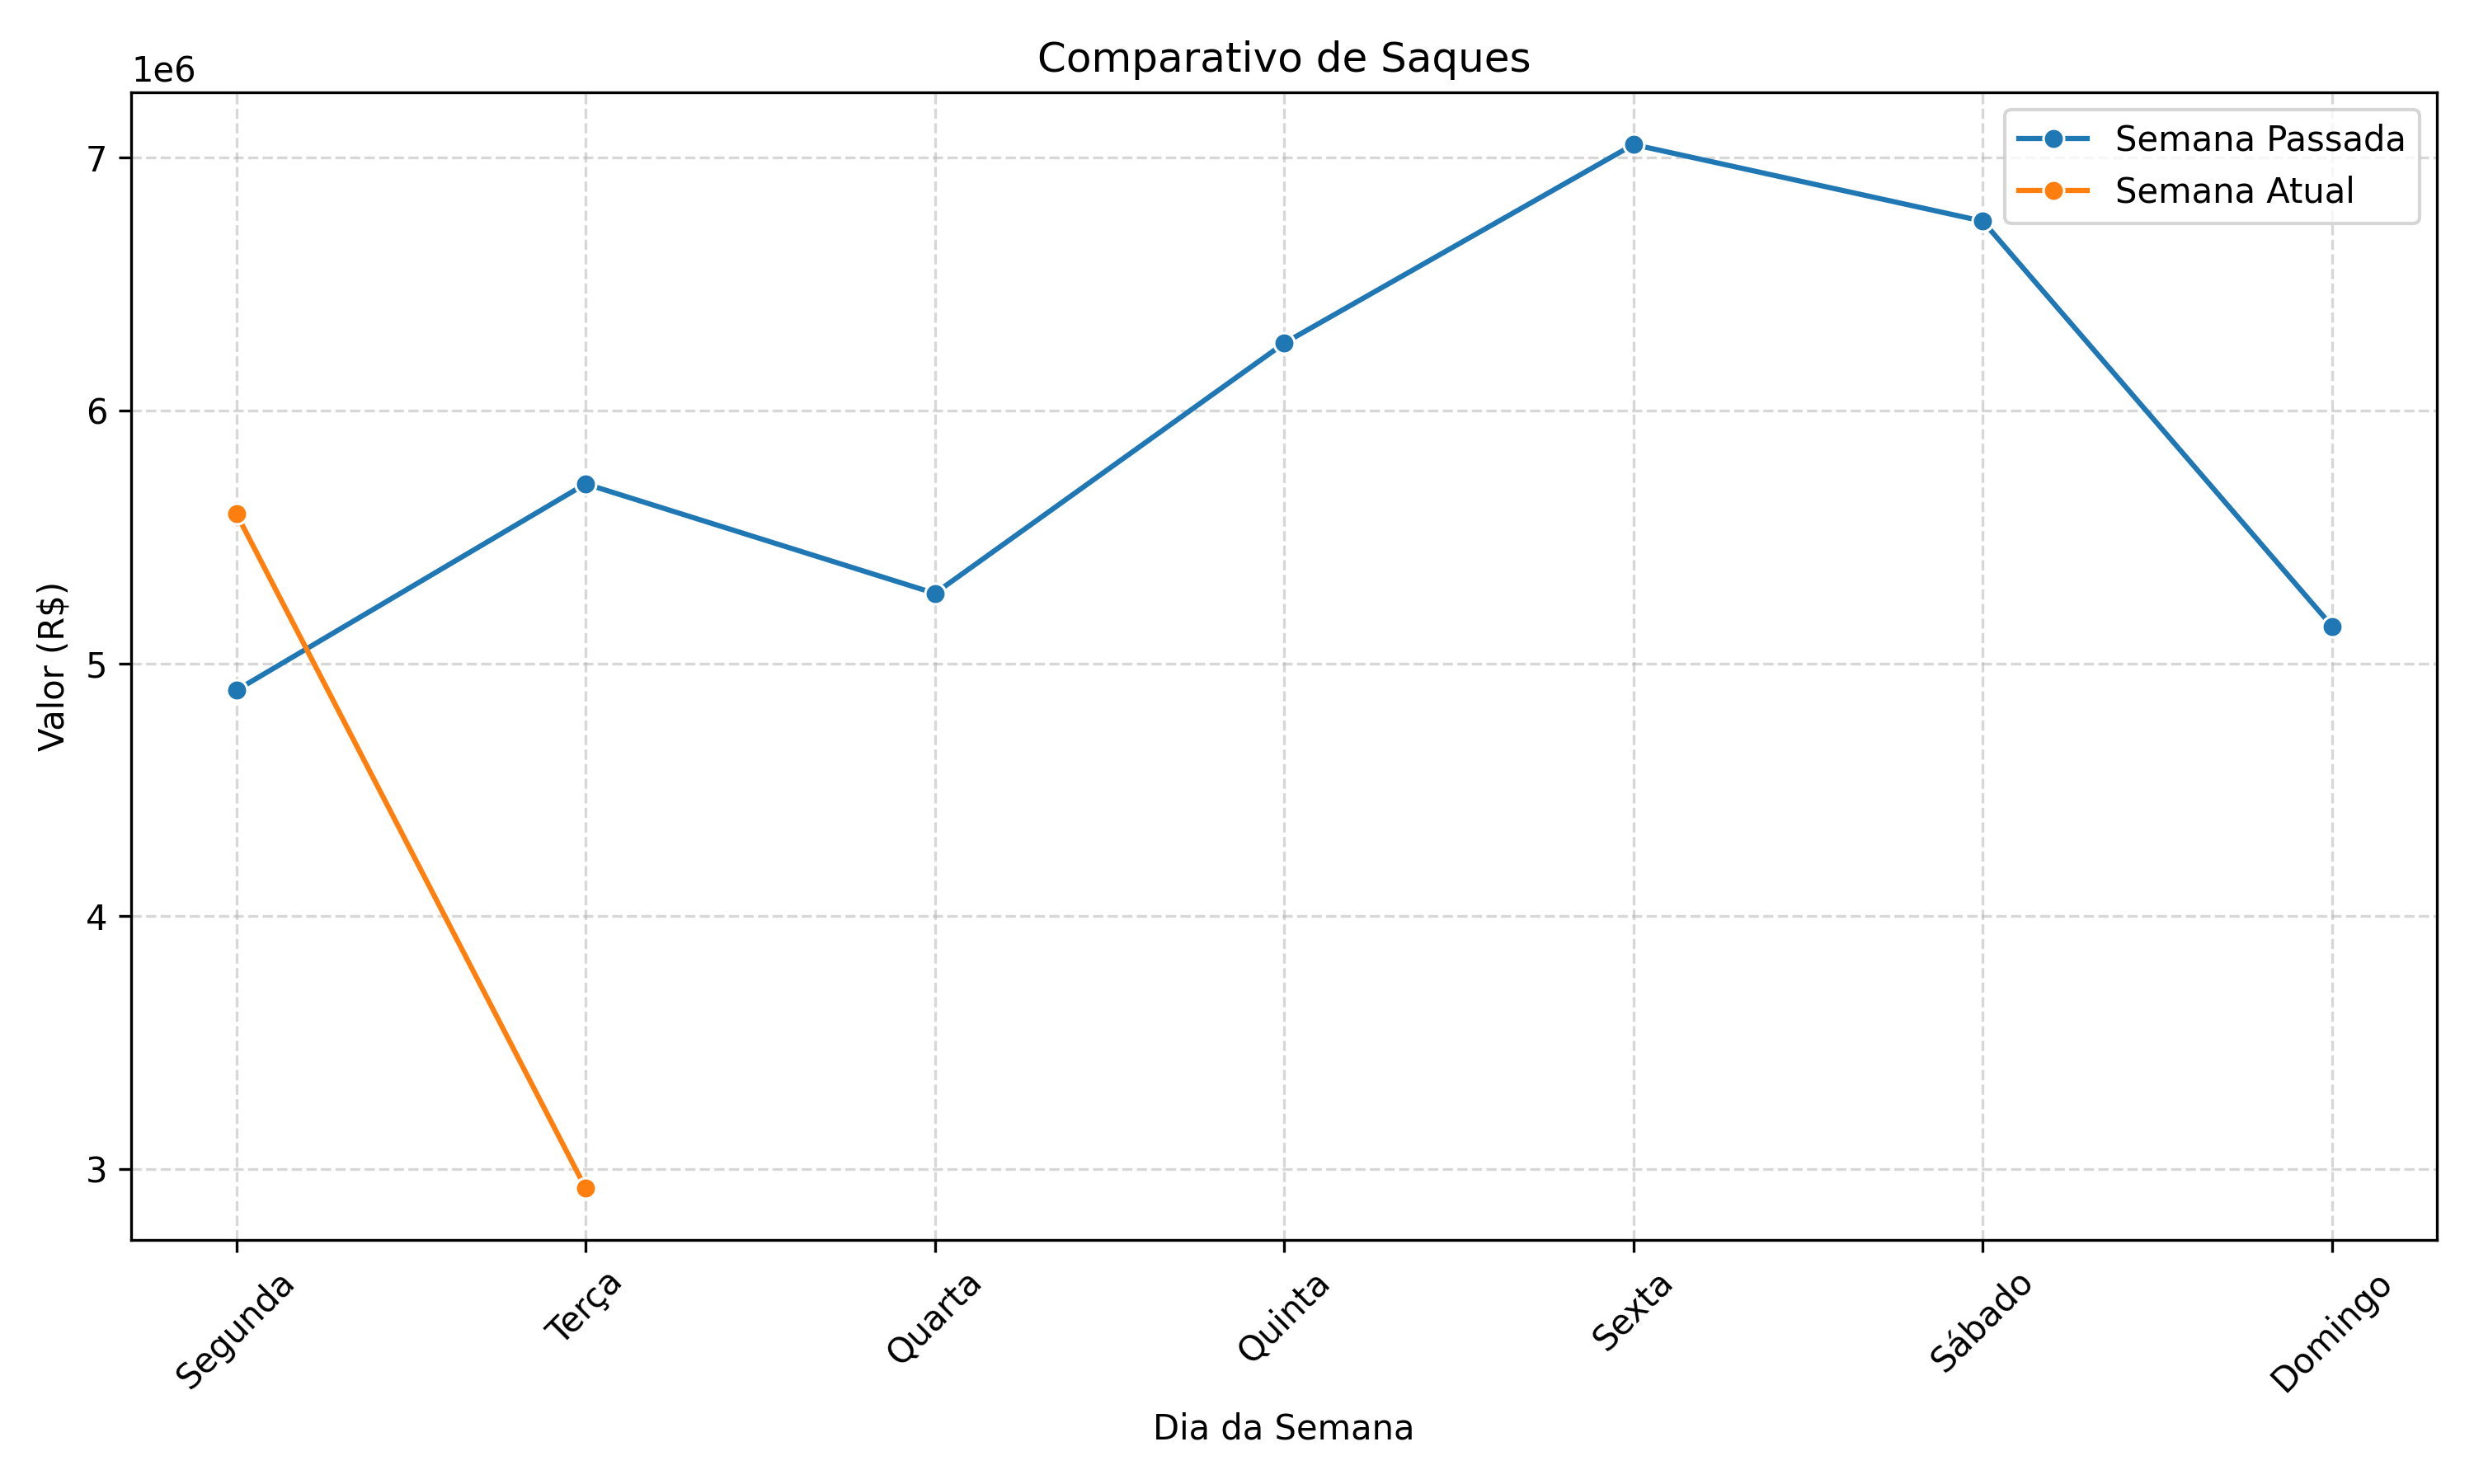 Comparativo de Saques
1e6
Semana Passada
Semana Atual
7
6
5
4
3
Valor (R$)
Segunda
Terça
Quarta
Quinta
Sexta
Sábado
Domingo
Dia da Semana